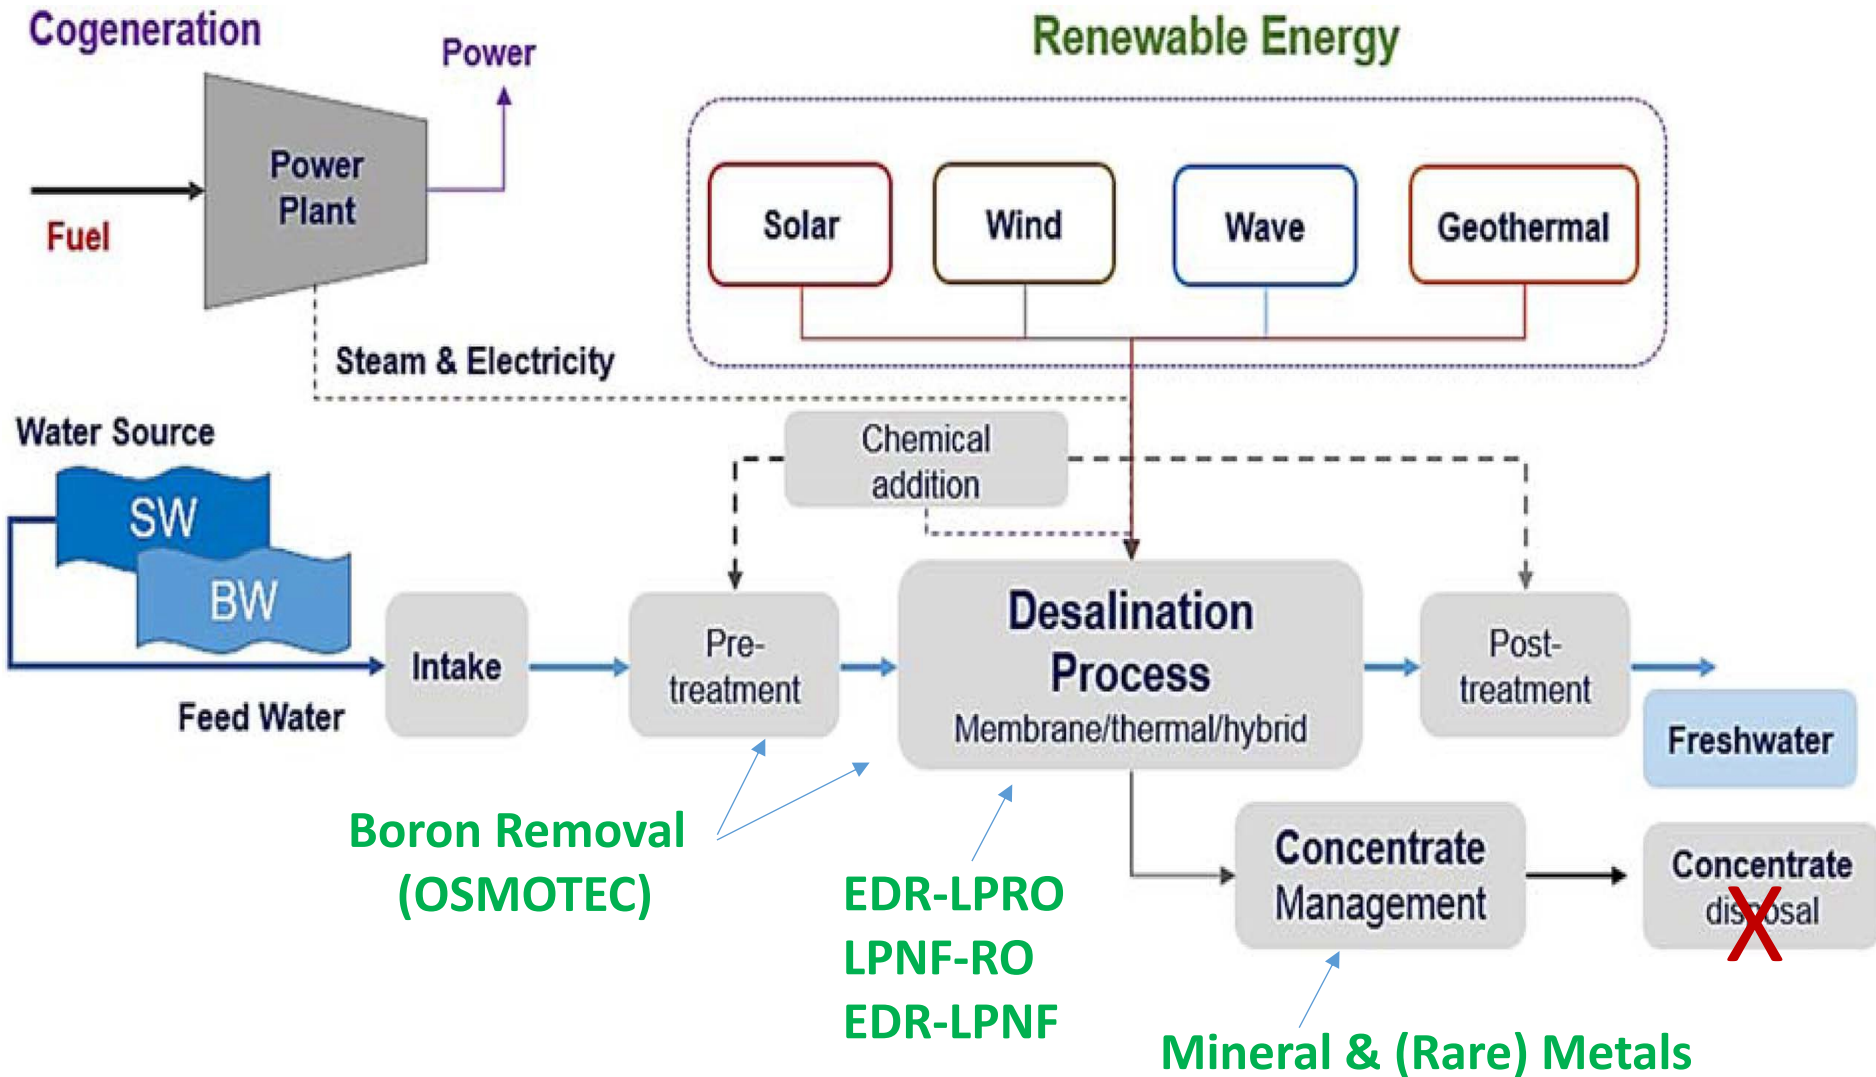 Cogeneration
Power
Renewable Energy
Power
Plant
Fuel
Solar
Wind
Wave
Geothermal
Steam & Electricity
Water Source
Chemical
addition
SW
BW
Intake
Pre-
treatment
Desalination
Process
Membrane/thermal/hybrid
Post-
treatment
Feed Water
Freshwater
Boron Removal
(OSMOTEC)
EDR-LPRO
LPNF-RO
EDR-LPNF
Concentrate
Management
Concentrate
disposal
X
Mineral & (Rare) Metals